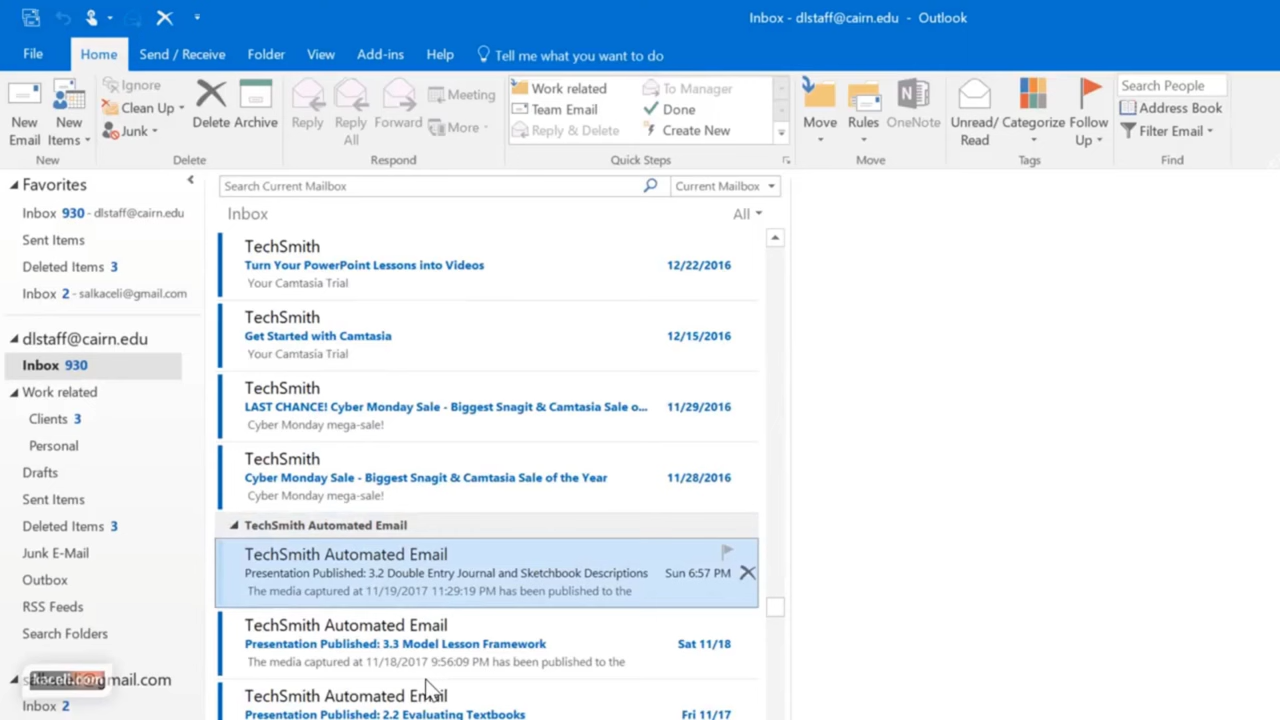 Inbox - dlstaff@cairn.edu - Outlook
File Home Send / Receive Folder View Add-ins Help Tell me what you want to do
New Email
New Items
New
Ignore
Clean Up
Junk
Delete
Archive
Delete
Reply
Reply All
Forward
Meeting
More
Respond
Work related
Team Email
Reply & Delete
To Manager
Done
Create New
Quick Steps
Move
Rules
OneNote
Move
Unread/ Read
Categorize
Follow Up
Tags
Search People
Address Book
Filter Email
Find
Favorites
Inbox 930 - dlstaff@cairn.edu
Sent Items
Deleted Items 3
Inbox 2 - salkaceli@gmail.com
dlstaff@cairn.edu
Inbox 930
Work related
Clients 3
Personal
Drafts
Sent Items
Deleted Items 3
Junk E-Mail
Outbox
RSS Feeds
Search Folders
kaceli.com
gmail.com
Inbox 2
Search Current Mailbox
Current Mailbox
Inbox
All
TechSmith
Turn Your PowerPoint Lessons into Videos 12/22/2016
Your Camtasia Trial
TechSmith
Get Started with Camtasia 12/15/2016
Your Camtasia Trial
TechSmith
LAST CHANCE! Cyber Monday Sale - Biggest Snagit & Camtasia Sale o... 11/29/2016
Cyber Monday mega-sale!
TechSmith
Cyber Monday Sale - Biggest Snagit & Camtasia Sale of the Year 11/28/2016
Cyber Monday mega-sale!
TechSmith Automated Email
TechSmith Automated Email
Presentation Published: 3.2 Double Entry Journal and Sketchbook Descriptions Sun 6:57 PM
The media captured at 11/19/2017 11:29:19 PM has been published to the
TechSmith Automated Email
Presentation Published: 3.3 Model Lesson Framework Sat 11/18
The media captured at 11/18/2017 9:56:09 PM has been published to the
TechSmith Automated Email
Presentation Published: 2.2 Evaluating Textbooks Fri 11/17